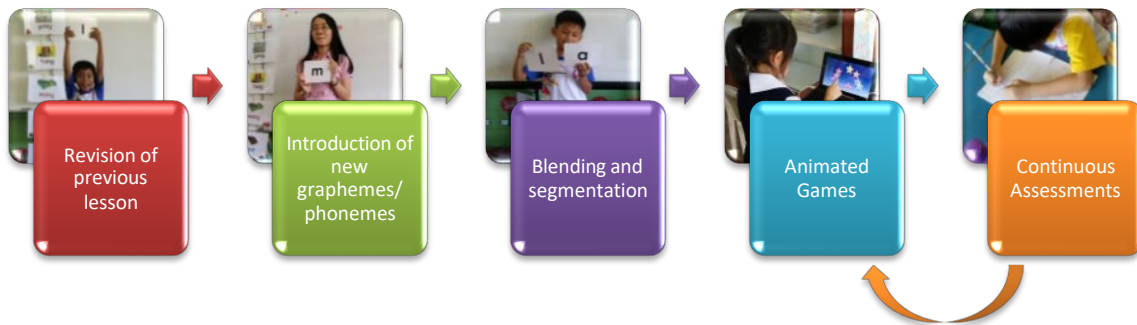 l
m
l a
Revision of
previous
lesson
Introduction of
new
graphemes/
phonemes
Blending and
segmentation
Animated
Games
Continuous
Assessments